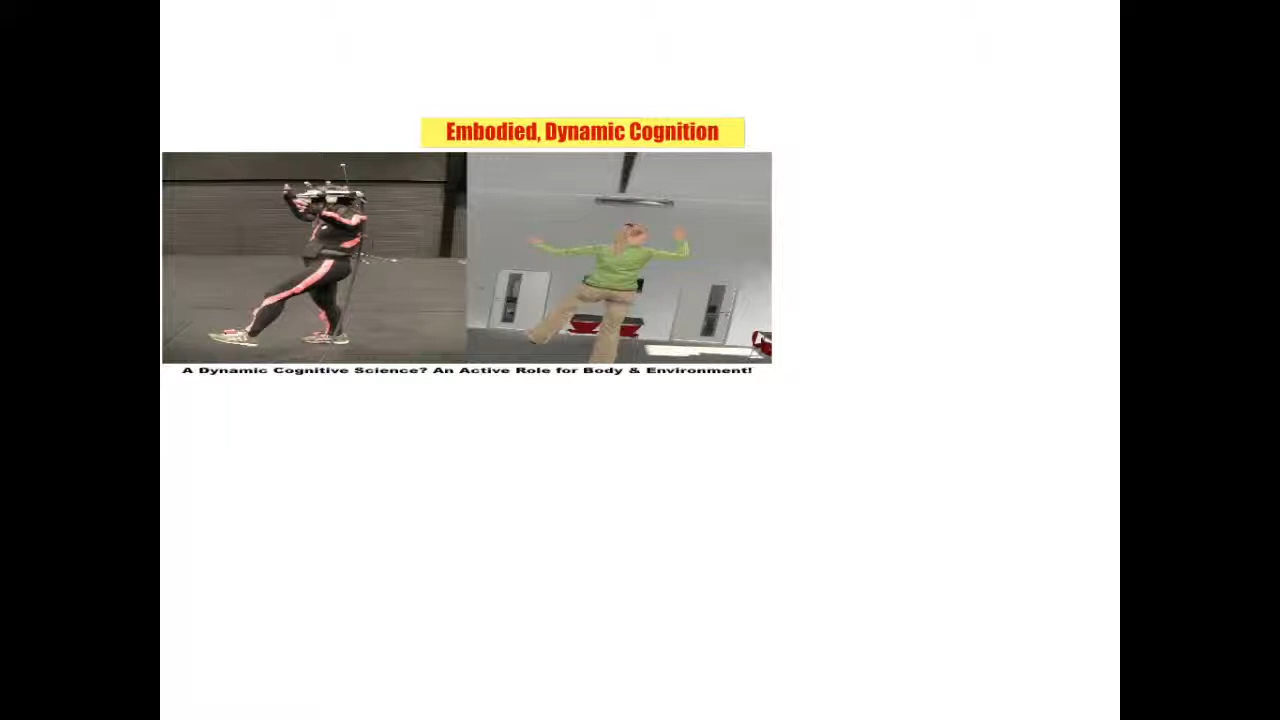 Embodied, Dynamic Cognition
A Dynamic Cognitive Science? An Active Role for Body & Environment!